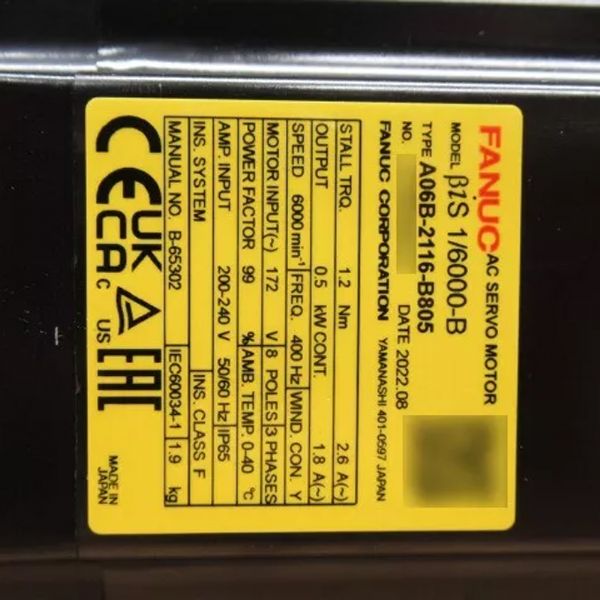 FANUC AC SERVO MOTOR
MODEL βiS 1/6000-B
TYPE A06B-2116-B805
NO. DATE 2022.08
FANUC CORPORATION YAMANASHI 401-0597 JAPAN
STALL TRQ. 1.2 Nm 2.6 A(~)
OUTPUT 0.5 kW CONT. 1.8 A(~)
SPEED 6000 min⁻¹ FREQ. 400 Hz WIND. CON. Y
MOTOR INPUT(~) 172 V 8 POLES 3 PHASES
POWER FACTOR 99 % AMB. TEMP. 0-40 ℃
AMP. INPUT 200-240 V 50/60 Hz IP65
INS. SYSTEM INS. CLASS F
MANUAL NO. B-65302 IEC60034-1 1.9 kg
CE UK CA c US EAC
MADE IN
JAPAN